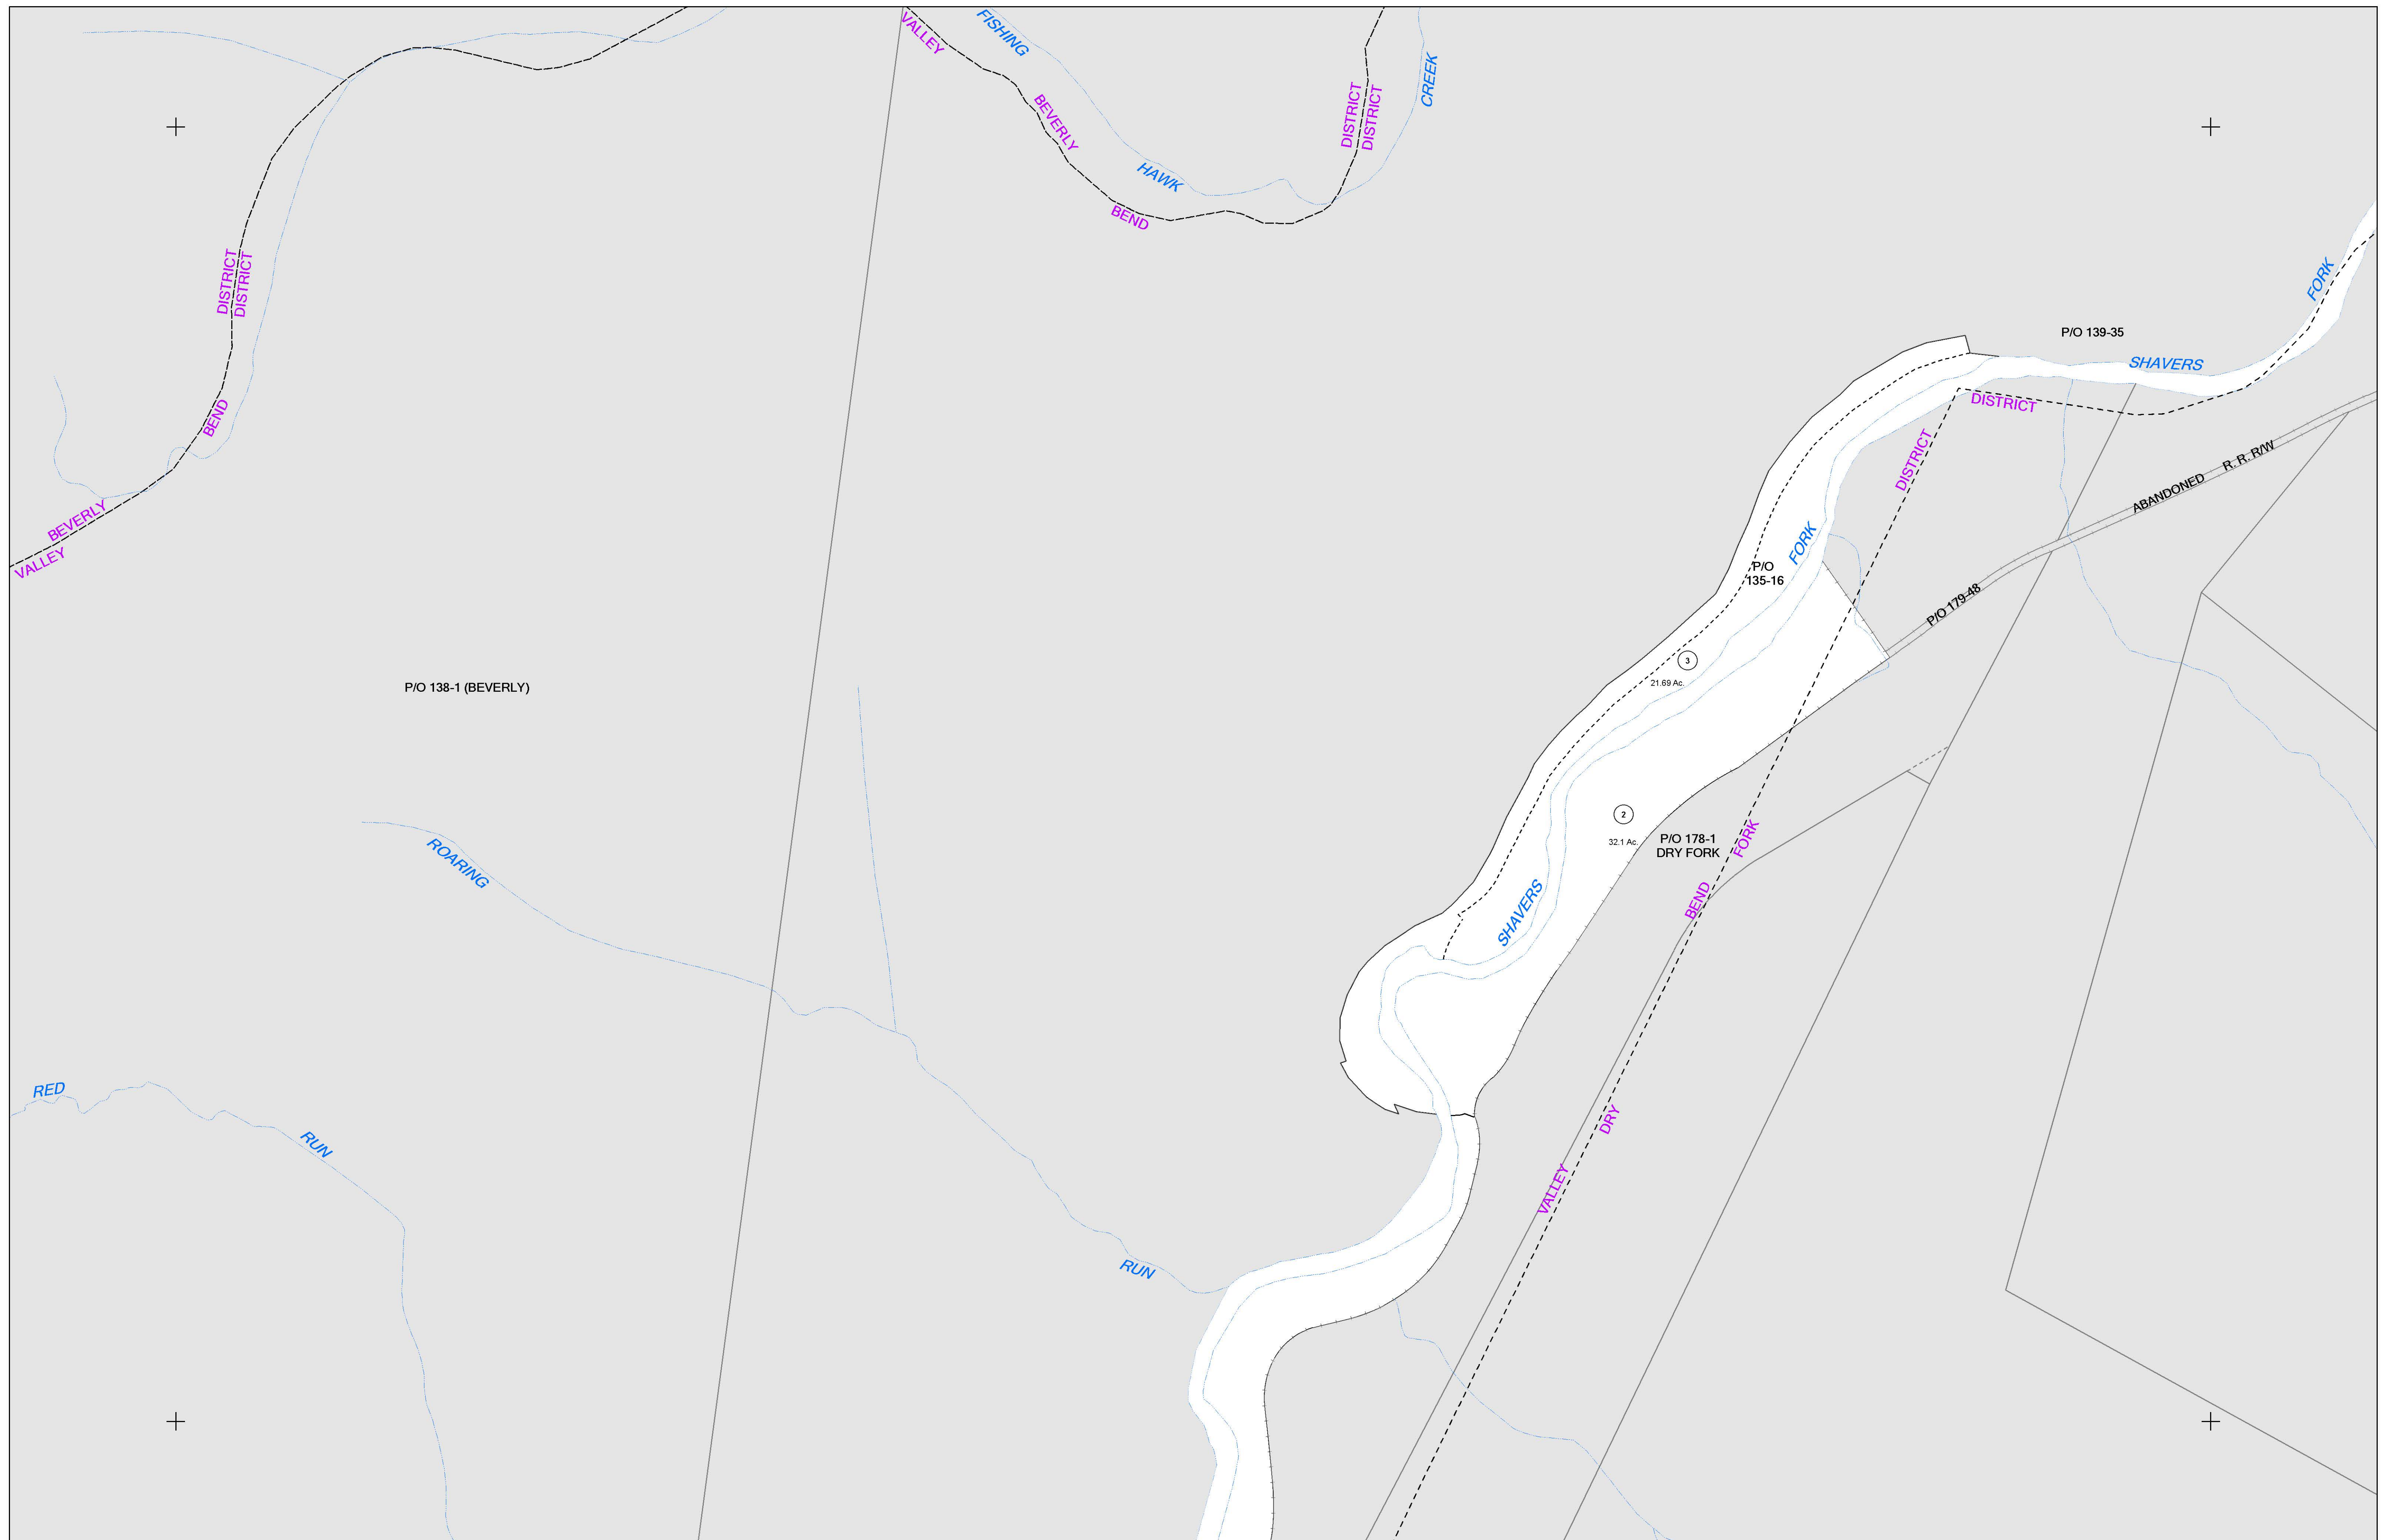 VALLEY
FISHING
BEVERLY
HAWK
BEND
DISTRICT
DISTRICT
CREEK
DISTRICT
DISTRICT
BEND
BEVERLY
VALLEY
FORK
P/O 139-35
SHAVERS
DISTRICT
DISTRICT
R. R. R/W
ABANDONED
P/O 179-48
FORK
P/O
135-16
3
21.69 Ac.
P/O 138-1 (BEVERLY)
2
32.1 Ac.
P/O 178-1
DRY FORK
FORK
BEND
SHAVERS
DRY
VALLEY
ROARING
RUN
RED
RUN